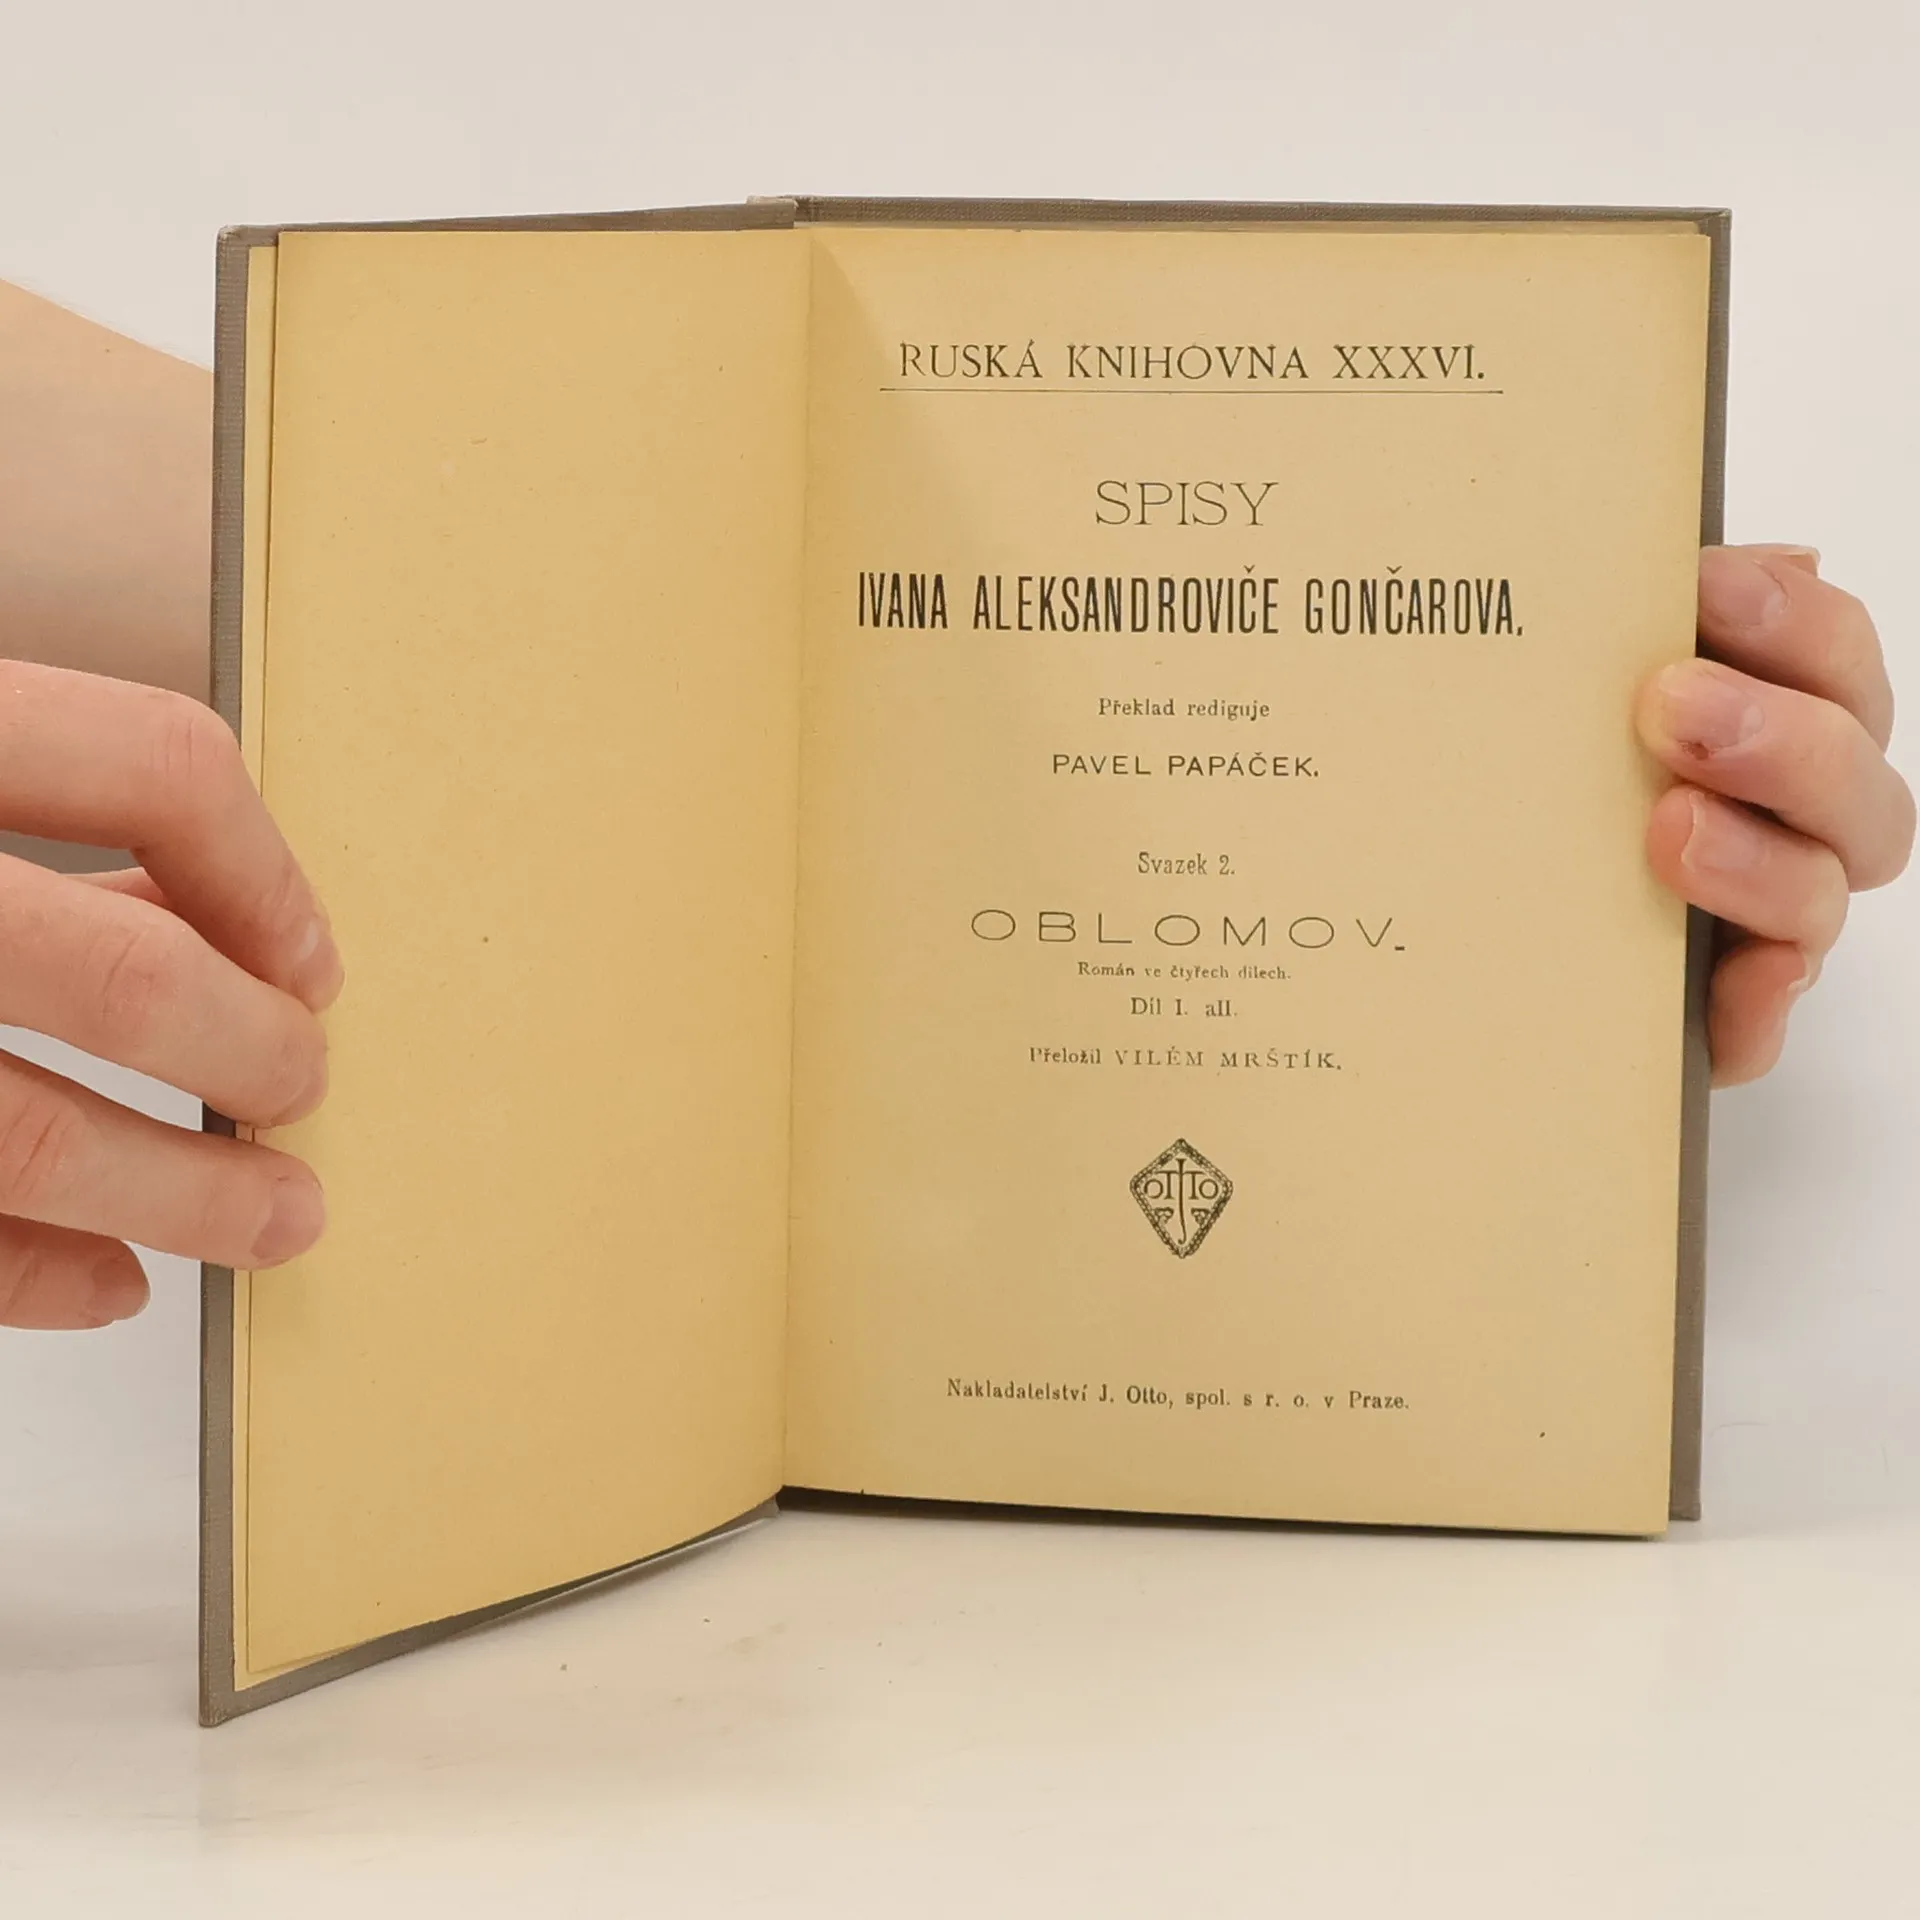 RUSKÁ KNIHOVNA XXXVI.
SPISY
IVANA ALEKSANDROVIČE GONČAROVA.
Překlad rediguje
PAVEL PAPÁČEK.
Svazek 2.
OBLOMOV.
Román ve čtyřech dílech.
Díl I. a II.
Přeložil VILÉM MRŠTÍK.
J OTTO
Nakladatelství J. Otto, spol. s r. o. v Praze.